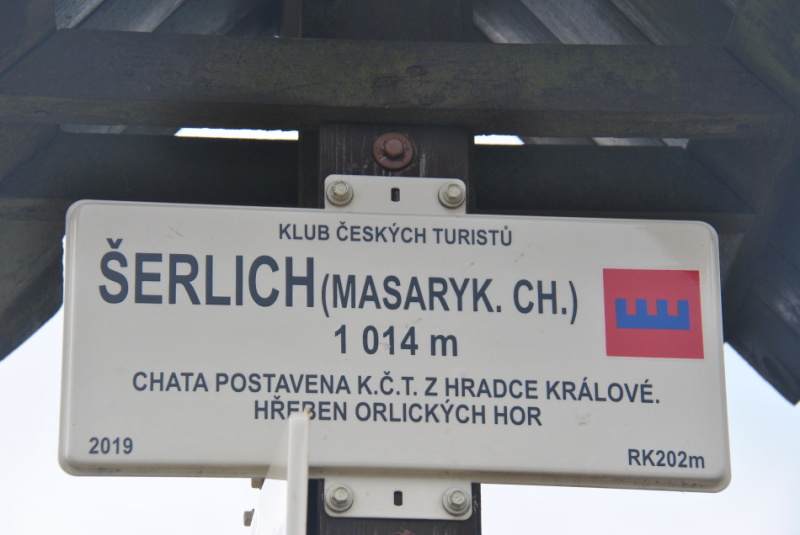 KLUB ČESKÝCH TURISTŮ
ŠERLICH (MASARYK. CH.)
1 014 m
CHATA POSTAVENA K.Č.T. Z HRADCE KRÁLOVÉ.
HŘEBEN ORLICKÝCH HOR
2019 RK202m